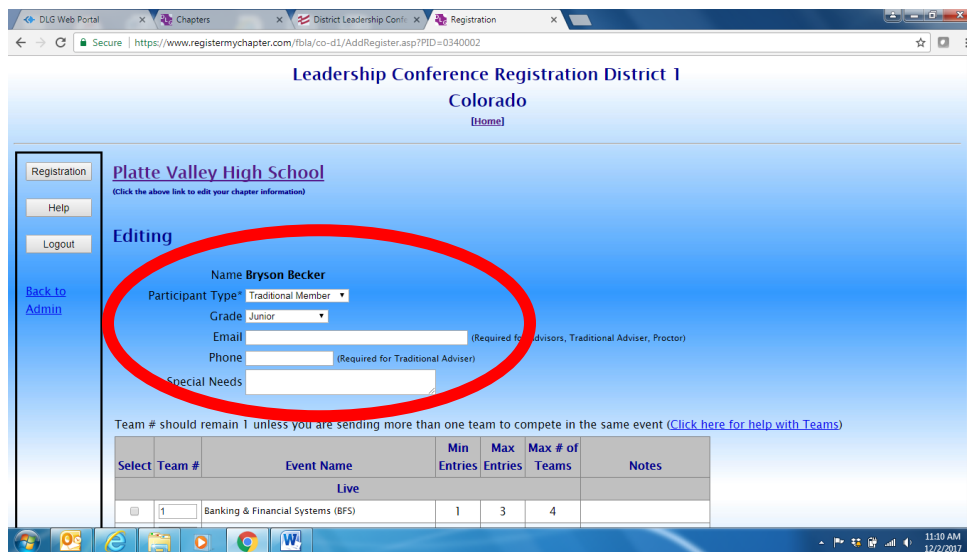 DLG Web Portal
Chapters
District Leadership Confe
Registration
Secure | https://www.registermychapter.com/fbla/co-d1/AddRegister.asp?PID=0340002
Leadership Conference Registration District 1
Colorado
[Home]
Registration
Help
Logout
Back to
Admin
Platte Valley High School
(Click the above link to edit your chapter information)
Editing
Name Bryson Becker
Participant Type* Traditional Member
Grade Junior
Email (Required for Advisors, Traditional Adviser, Proctor)
Phone (Required for Traditional Adviser)
Special Needs
Team # should remain 1 unless you are sending more than one team to compete in the same event (Click here for help with Teams)
Select Team # Event Name Min Entries Max Entries Max # of Teams Notes
Live
1 Banking & Financial Systems (BFS) 1 3 4
11:10 AM
12/2/2017